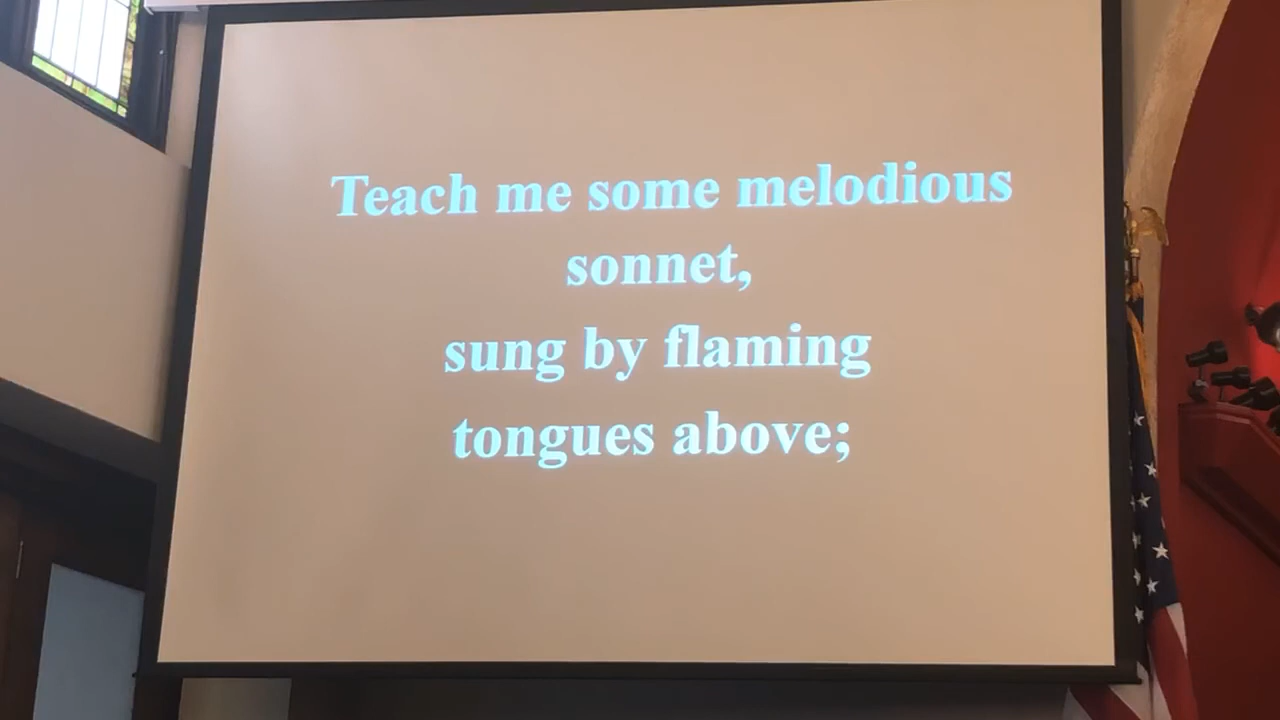 Teach me some melodious
sonnet,
sung by flaming
tongues above;